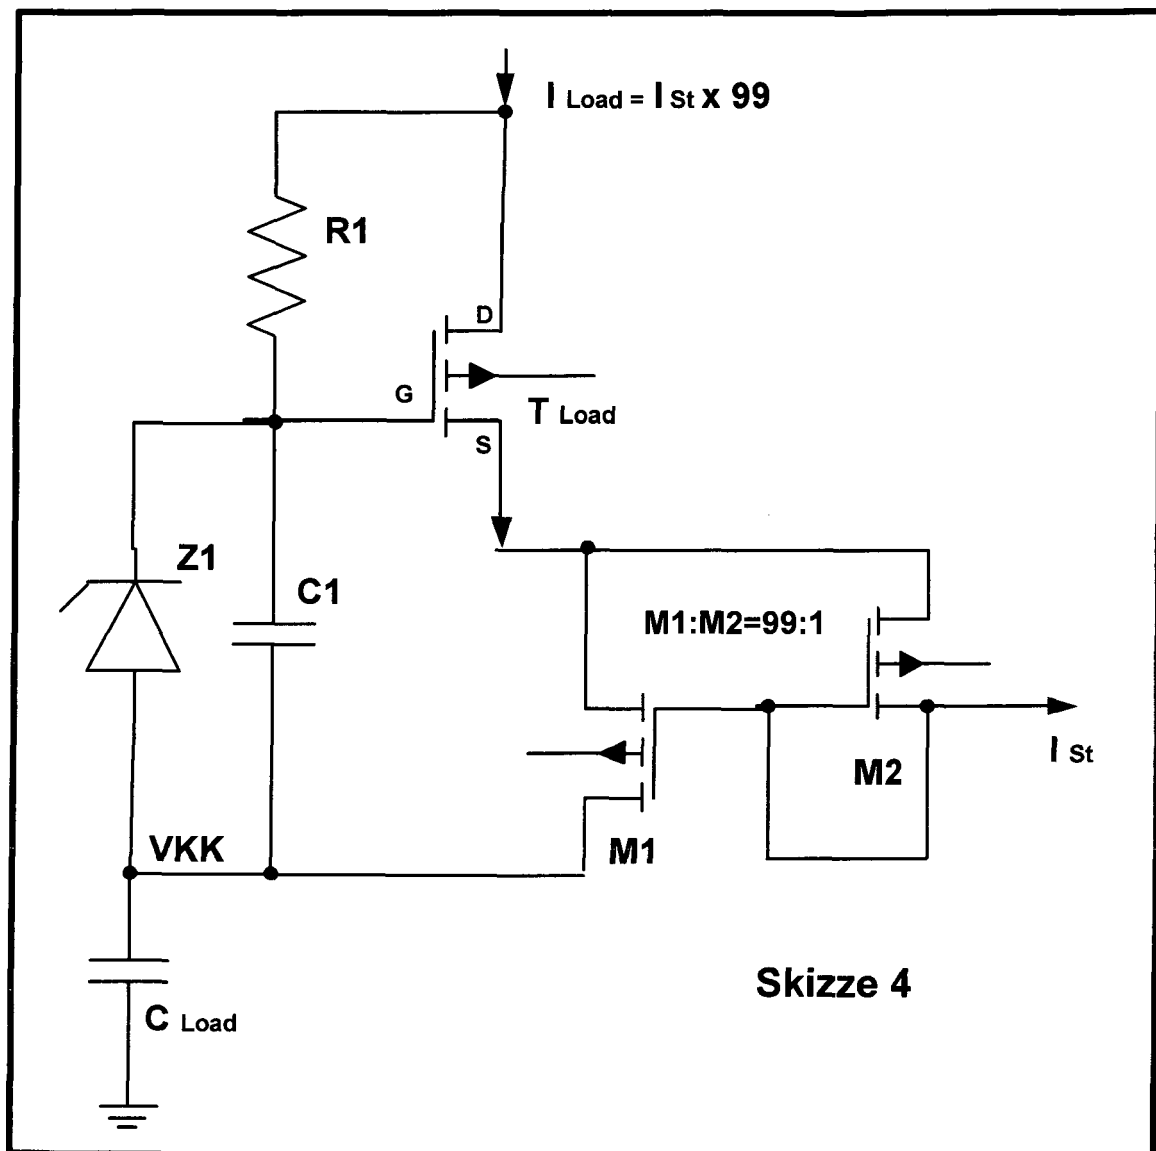 I Load = I St x 99
R1
D
G
T Load
S
Z1
C1
M1:M2=99:1
I St
M2
VKK
M1
Skizze 4
C Load